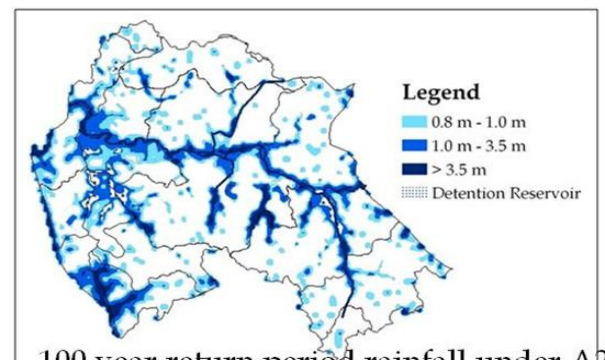 Legend
0.8 m - 1.0 m
1.0 m - 3.5 m
> 3.5 m
Detention Reservoir
100 year return period rainfall under